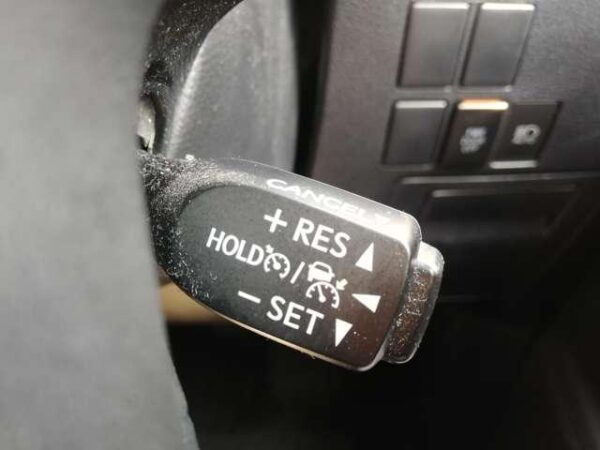 CANCEL
+ RES
HOLD /
− SET